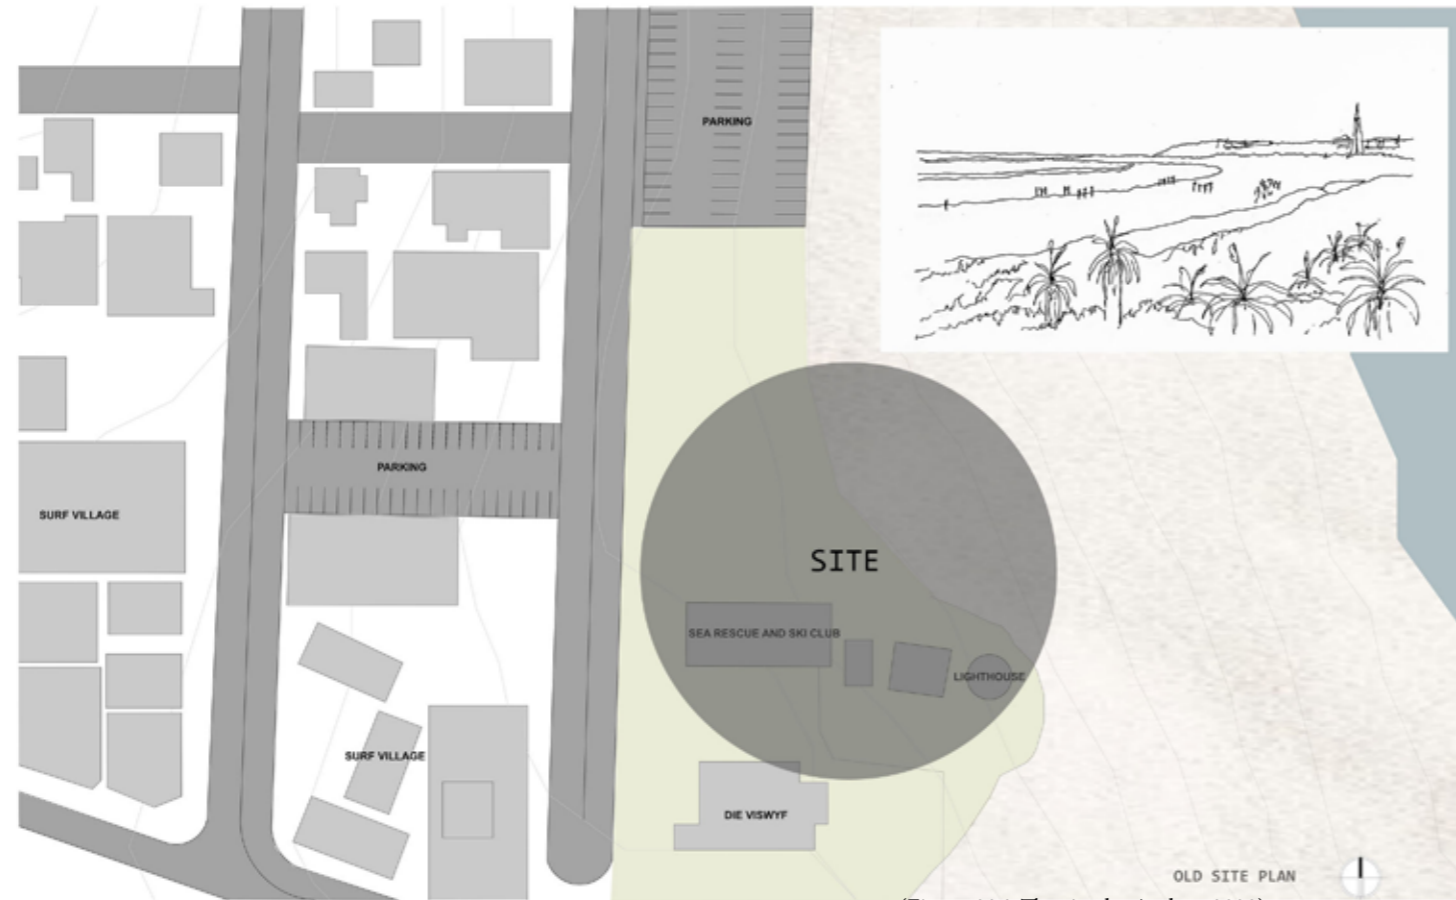 PARKING
PARKING
SURF VILLAGE
SITE
SEA RESCUE AND SKI CLUB
LIGHTHOUSE
SURF VILLAGE
DIE VISWYF
OLD SITE PLAN